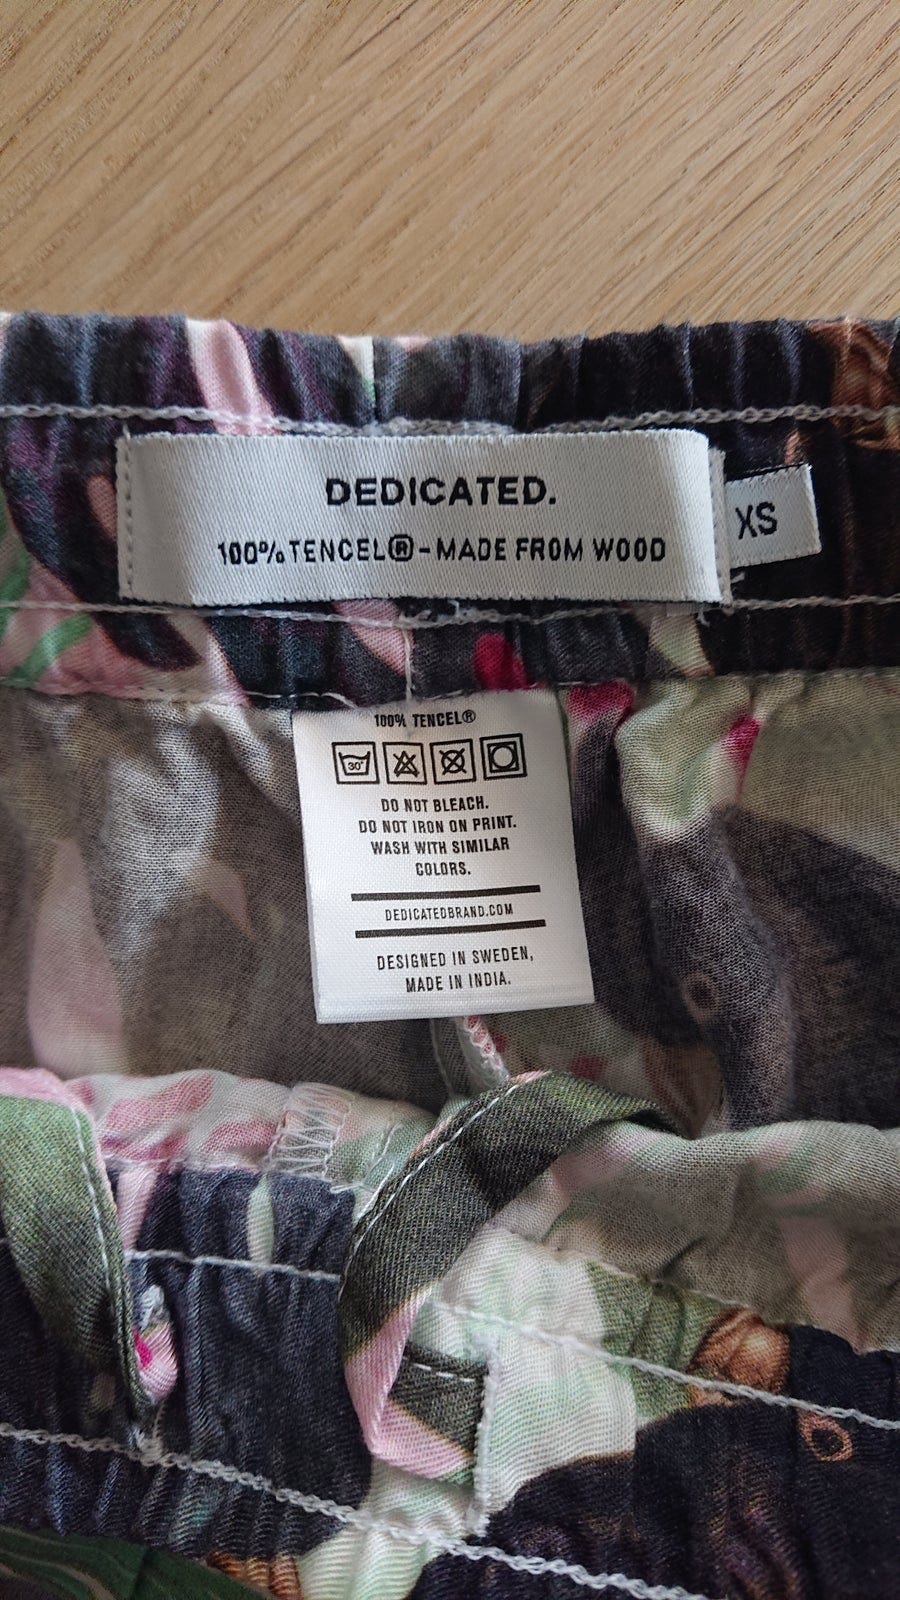 DEDICATED.
100% TENCEL® - MADE FROM WOOD
XS
100% TENCEL®
30°
DO NOT BLEACH.
DO NOT IRON ON PRINT.
WASH WITH SIMILAR
COLORS.
DEDICATEDBRAND.COM
DESIGNED IN SWEDEN,
MADE IN INDIA.